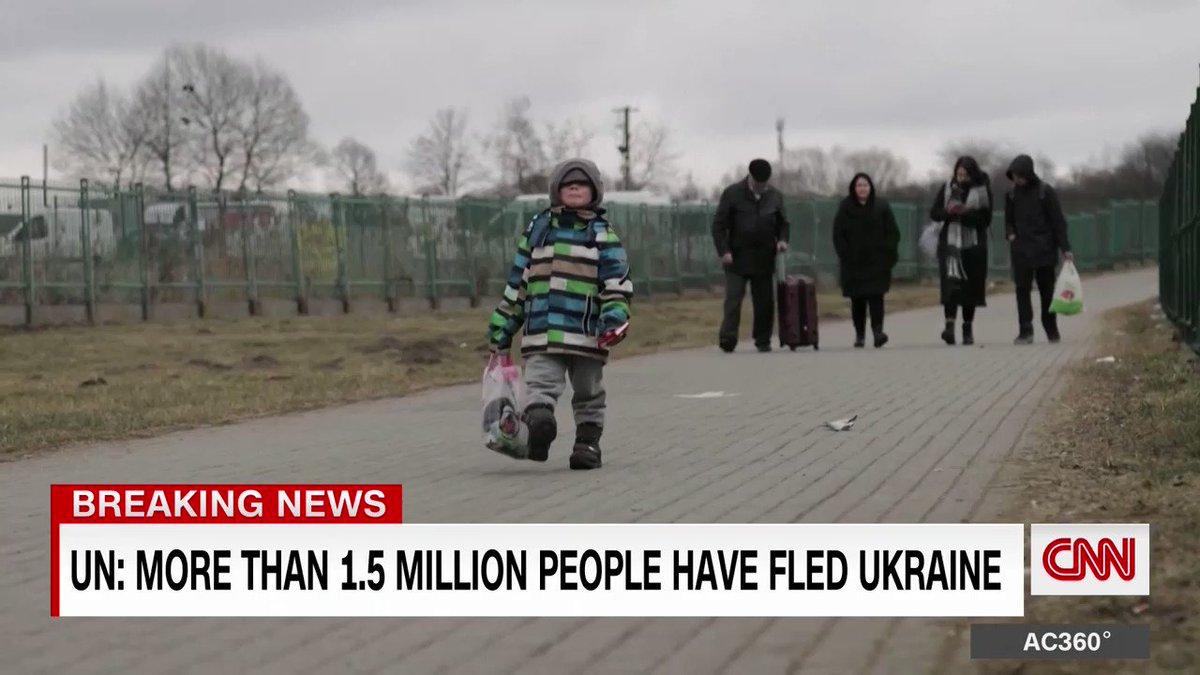 BREAKING NEWS
UN: MORE THAN 1.5 MILLION PEOPLE HAVE FLED UKRAINE
CNN
AC360°